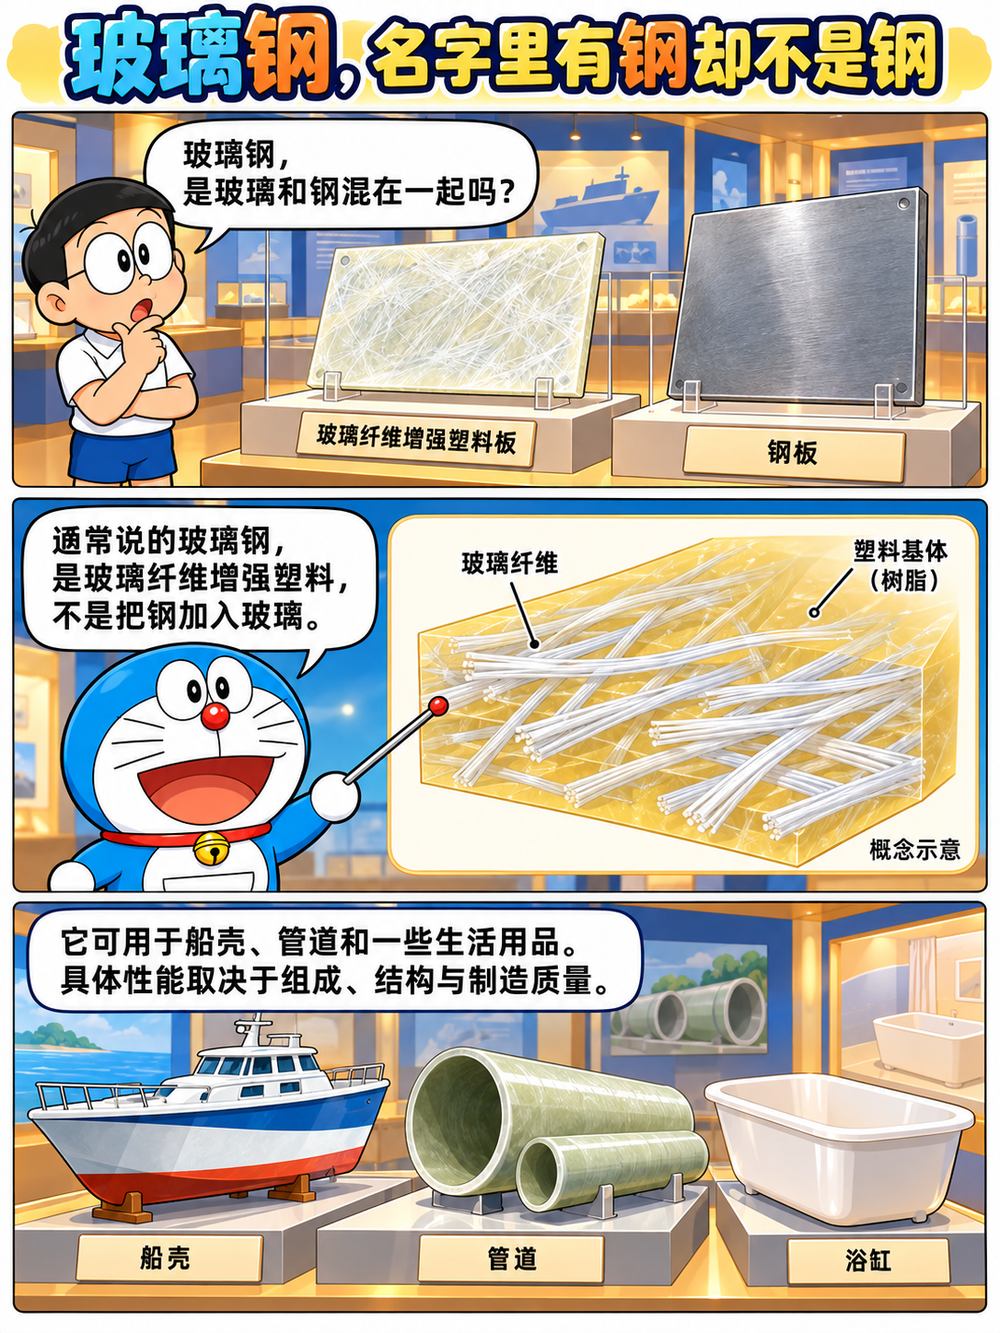 玻璃钢，名字里有钢却不是钢
玻璃钢，
是玻璃和钢混在一起吗？
玻璃纤维增强塑料板
钢板
通常说的玻璃钢，
是玻璃纤维增强塑料，
不是把钢加入玻璃。
玻璃纤维
塑料基体
（树脂）
概念示意
它可用于船壳、管道和一些生活用品。
具体性能取决于组成、结构与制造质量。
船壳
管道
浴缸